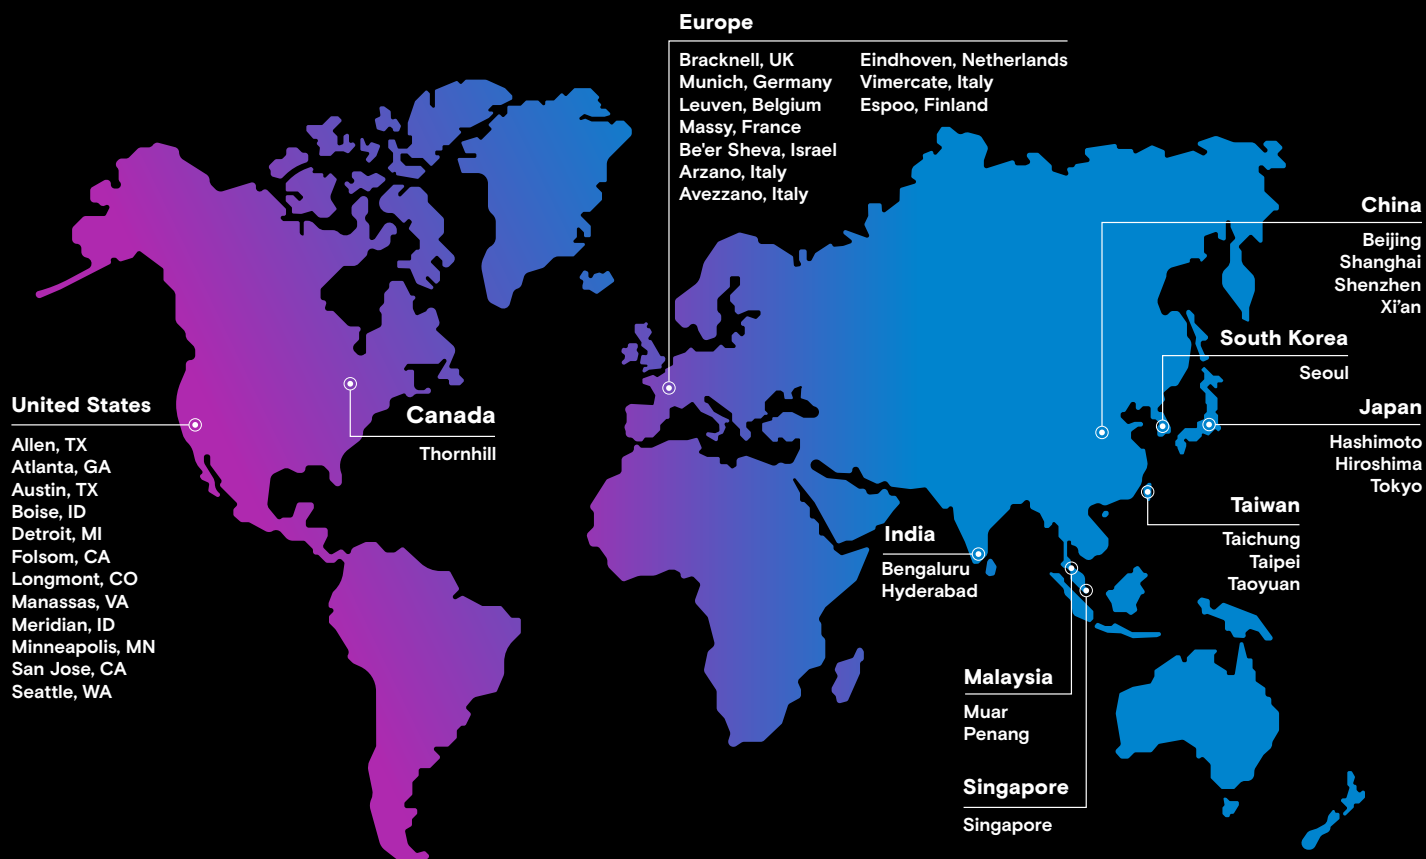 Europe
Bracknell, UK
Munich, Germany
Leuven, Belgium
Massy, France
Be'er Sheva, Israel
Arzano, Italy
Avezzano, Italy
Eindhoven, Netherlands
Vimercate, Italy
Espoo, Finland
China
Beijing
Shanghai
Shenzhen
Xi’an
South Korea
Seoul
Japan
Hashimoto
Hiroshima
Tokyo
United States
Allen, TX
Atlanta, GA
Austin, TX
Boise, ID
Detroit, MI
Folsom, CA
Longmont, CO
Manassas, VA
Meridian, ID
Minneapolis, MN
San Jose, CA
Seattle, WA
Canada
Thornhill
Taiwan
Taichung
Taipei
Taoyuan
India
Bengaluru
Hyderabad
Malaysia
Muar
Penang
Singapore
Singapore